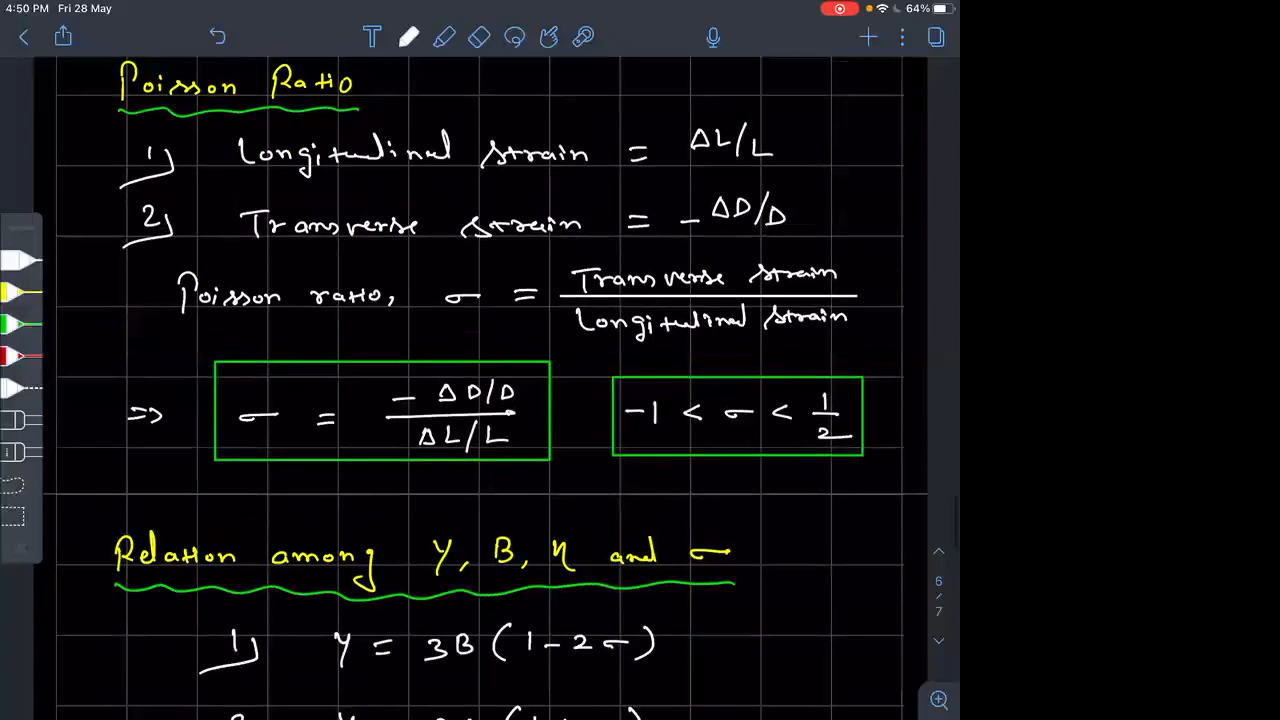 4:50 PM Fri 28 May
64%
Poisson Ratio
1) Longitudinal strain = ΔL/L
2) Transverse strain = - ΔD/D
Poisson ratio, σ = Transverse strain / Longitudinal strain
=> σ = - ΔD/D / ΔL/L
-1 < σ < 1/2
Relation among Y, B, η and σ
6 / 7
1) Y = 3B (1 - 2σ)